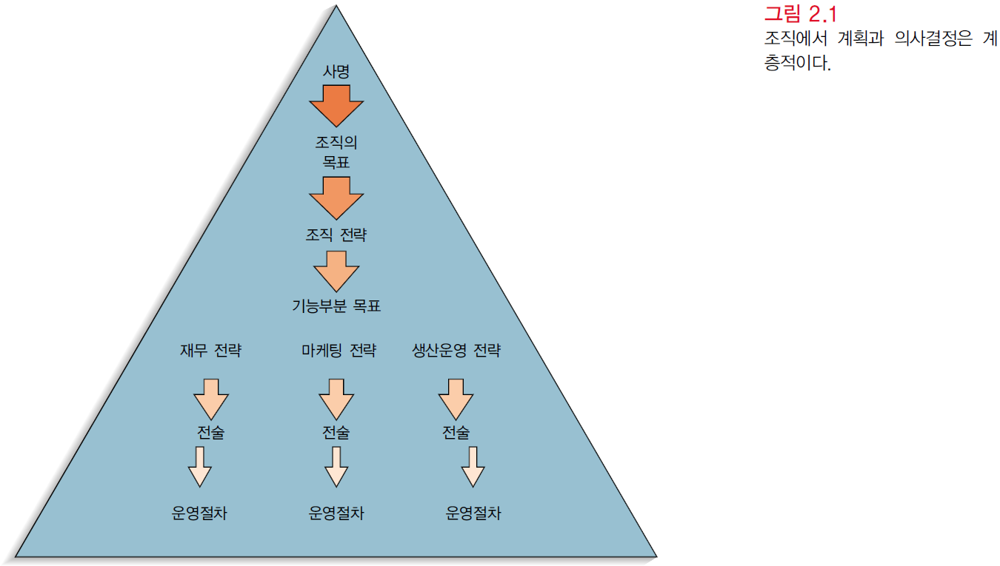 그림 2.1
조직에서 계획과 의사결정은 계
층적이다.
사명
조직의
목표
조직 전략
기능부분 목표
재무 전략 마케팅 전략 생산운영 전략
전술 전술 전술
운영절차 운영절차 운영절차